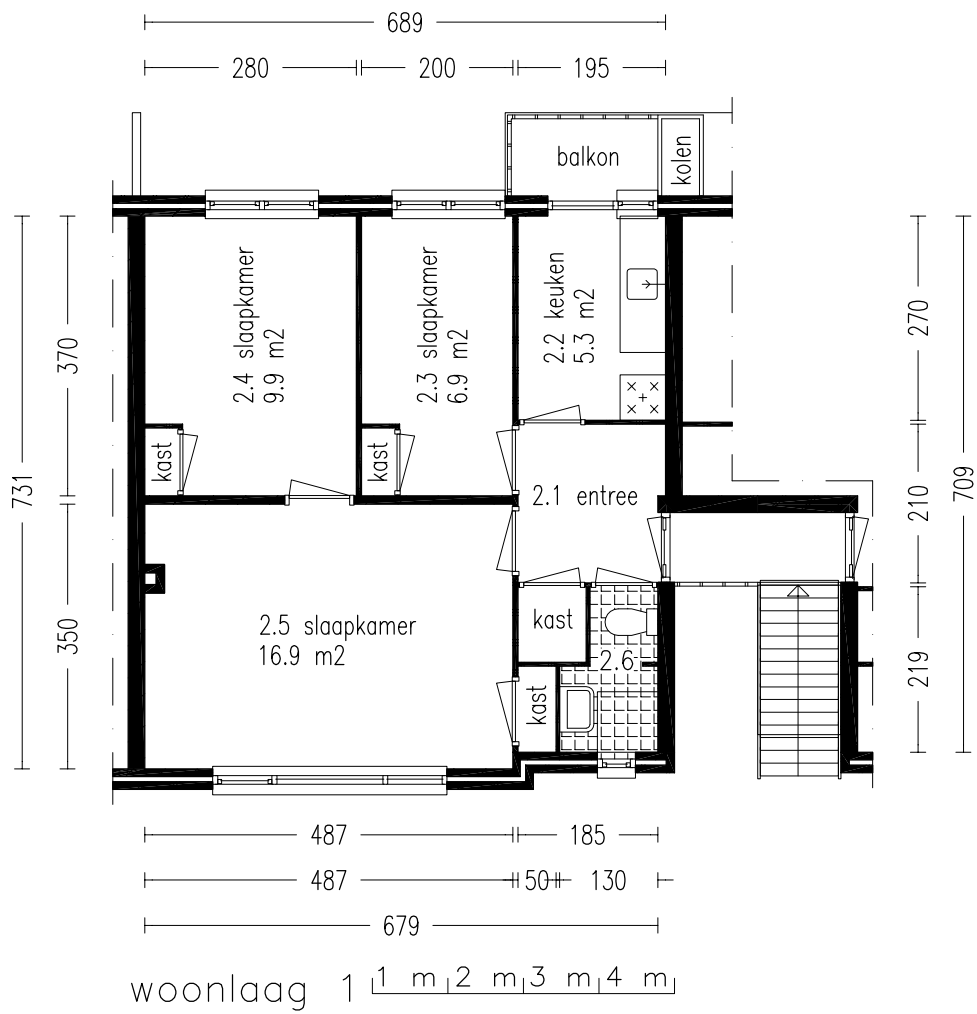 689
280
200
195
balkon
kolen
2.4 slaapkamer
9.9 m2
2.3 slaapkamer
6.9 m2
2.2 keuken
5.3 m2
370
270
kast
kast
731
2.1 entree
210
709
350
2.5 slaapkamer
16.9 m2
kast
2.6
kast
219
487
185
487
50
130
679
woonlaag 1
1 m 2 m 3 m 4 m